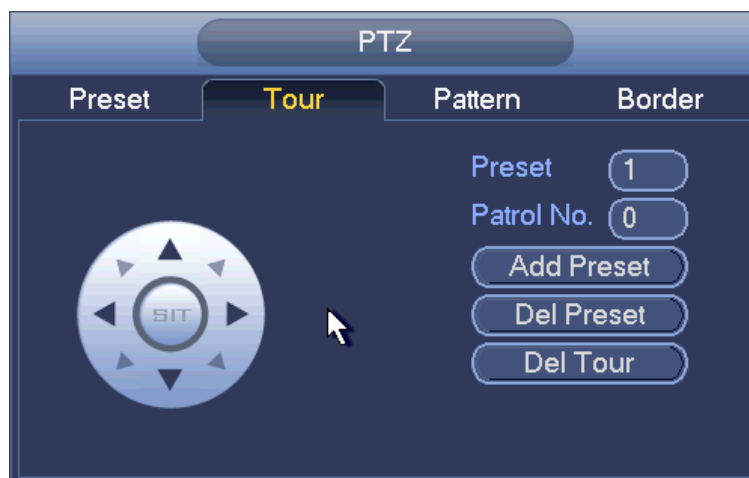 PTZ
Preset Tour Pattern Border
Preset 1
Patrol No. 0
Add Preset
SIT
Del Preset
Del Tour